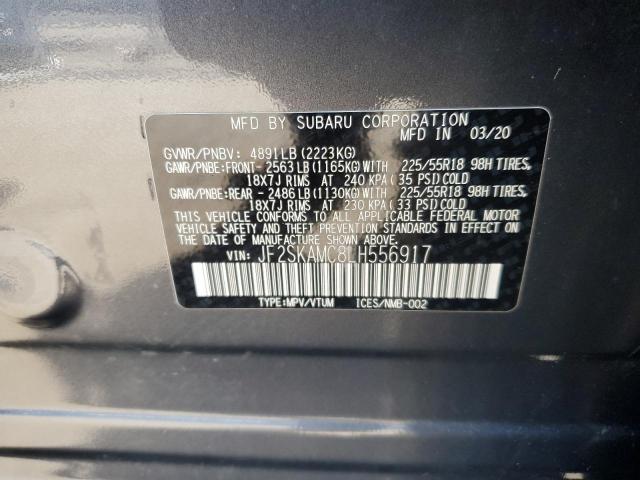 MFD BY SUBARU CORPORATION
MFD IN 03/20
GVWR/PNBV: 4891LB (2223KG)
GAWR/PNBE:FRONT- 2563LB (1165KG)WITH 225/55R18 98H TIRES,
18X7J RIMS AT 240 KPA (35 PSI) COLD
GAWR/PNBE:REAR - 2486LB (1130KG)WITH 225/55R18 98H TIRES,
18X7J RIMS AT 230 KPA (33 PSI) COLD
THIS VEHICLE CONFORMS TO ALL APPLICABLE FEDERAL MOTOR
VEHICLE SAFETY AND THEFT PREVENTION STANDARDS IN EFFECT
ON THE DATE OF MANUFACTURE SHOWN ABOVE.
VIN: JF2SKAMC8LH556917
TYPE:MPV/VTUM ICES/NMB-002